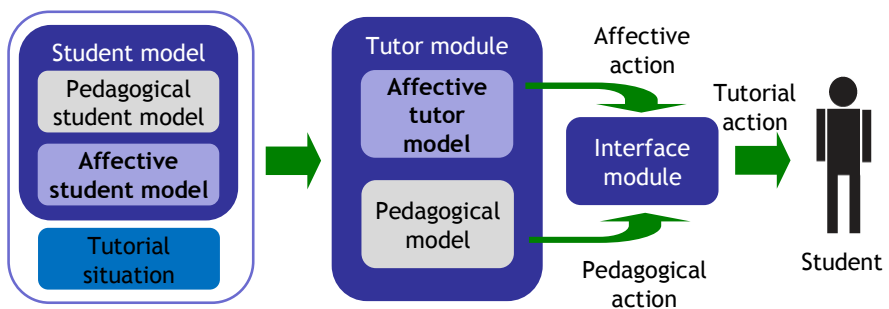 Student model
Pedagogical
student model
Affective
student model
Tutorial
situation
Tutor module
Affective
tutor
model
Pedagogical
model
Affective
action
Interface
module
Pedagogical
action
Tutorial
action
Student